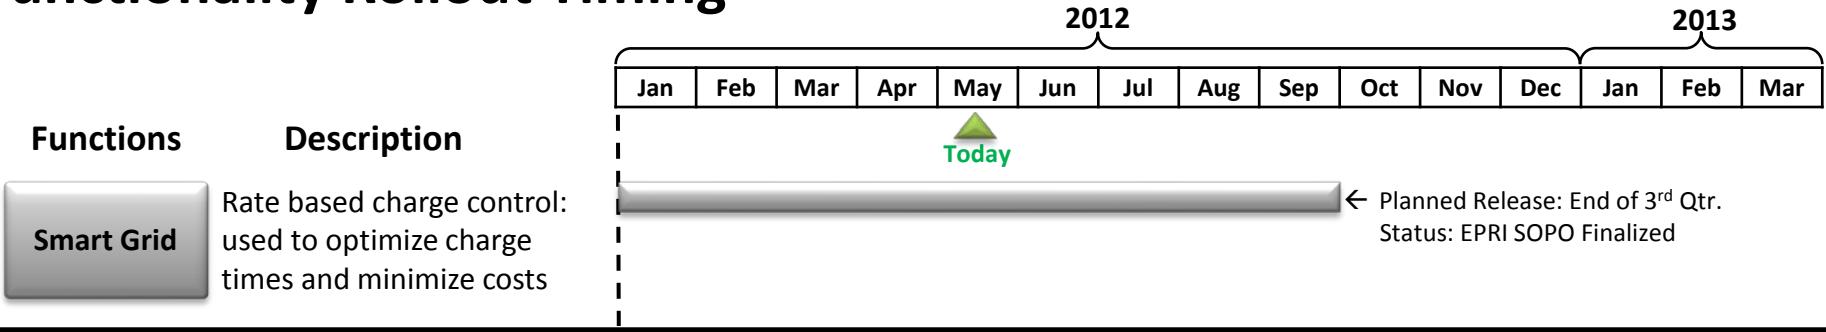 2012
2013
Jan Feb Mar Apr May Jun Jul Aug Sep Oct Nov Dec Jan Feb Mar
Functions Description
Today
Smart Grid
Rate based charge control:
used to optimize charge
times and minimize costs
← Planned Release: End of 3rd Qtr.
Status: EPRI SOPO Finalized